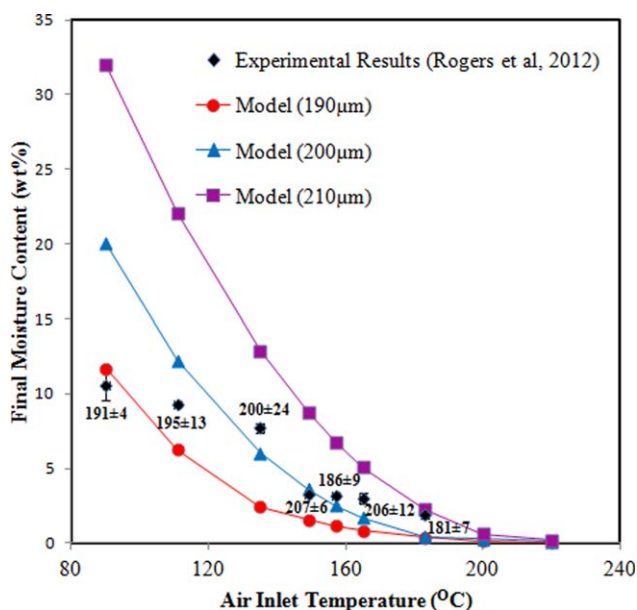 35
30
25
20
15
10
5
0
Final Moisture Content (wt%)
Experimental Results (Rogers et al, 2012)
Model (190μm)
Model (200μm)
Model (210μm)
191±4
195±13
200±24
207±6
186±9
206±12
181±7
80 120 160 200 240
Air Inlet Temperature (⁰C)